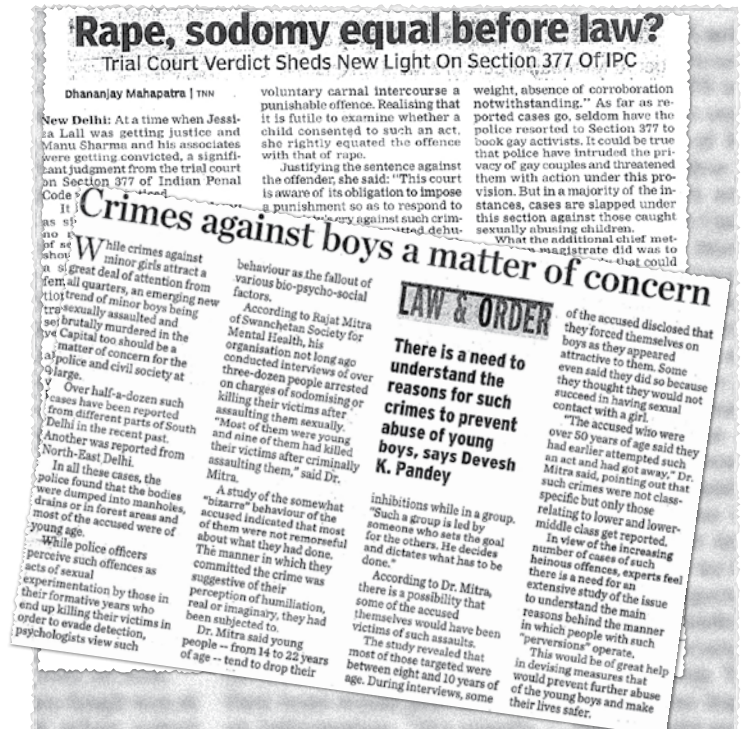 Rape, sodomy equal before law?
Trial Court Verdict Sheds New Light On Section 377 Of IPC
Dhananjay Mahapatra | TNN
New Delhi: At a time when Jessi-
ca Lall was getting justice and
Manu Sharma and his associates
were getting convicted, a signifi-
cant judgment from the trial court
on Section 377 of Indian Penal
Code
voluntary carnal intercourse a
punishable offence. Realising that
it is futile to examine whether a
child consented to such an act,
she rightly equated the offence
with that of rape.
Justifying the sentence against
the offender, she said: "This court
is aware of its obligation to impose
a punishment so as to respond to
against such crim-
dehu-
weight, absence of corroboration
notwithstanding." As far as re-
ported cases go, seldom have the
police resorted to Section 377 to
book gay activists. It could be true
that police have intruded the pri-
vacy of gay couples and threatened
them with action under this pro-
vision. But in a majority of the in-
stances, cases are slapped under
this section against those caught
sexually abusing children.
What the additional chief met-
magistrate did was to
that could
Crimes against boys a matter of concern
While crimes against
minor girls attract a
great deal of attention from
all quarters, an emerging new
trend of minor boys being
sexually assaulted and
brutally murdered in the
Capital too should be a
matter of concern for the
police and civil society at
large.
Over half-a-dozen such
cases have been reported
from different parts of South
Delhi in the recent past.
Another was reported from
North-East Delhi.
In all these cases, the
police found that the bodies
were dumped into manholes,
drains or in forest areas and
most of the accused were of
young age.
While police officers
perceive such offences as
acts of sexual
experimentation by those in
their formative years who
end up killing their victims in
order to evade detection,
psychologists view such
behaviour as the fallout of
various bio-psycho-social
factors.
According to Rajat Mitra
of Swanchetan Society for
Mental Health, his
organisation not long ago
conducted interviews of over
three-dozen people arrested
on charges of sodomising or
killing their victims after
assaulting them sexually.
"Most of them were young
and nine of them had killed
their victims after criminally
assaulting them," said Dr.
Mitra.
A study of the somewhat
"bizarre" behaviour of the
accused indicated that most
of them were not remorseful
about what they had done.
The manner in which they
committed the crime was
suggestive of their
perception of humiliation,
real or imaginary, they had
been subjected to.
Dr. Mitra said young
people -- from 14 to 22 years
of age -- tend to drop their
LAW & ORDER
There is a need to
understand the
reasons for such
crimes to prevent
abuse of young
boys, says Devesh
K. Pandey
inhibitions while in a group.
"Such a group is led by
someone who sets the goal
for the others. He decides
and dictates what has to be
done."
According to Dr. Mitra,
there is a possibility that
some of the accused
themselves would have been
victims of such assaults.
The study revealed that
most of those targeted were
between eight and 10 years of
age. During interviews, some
of the accused disclosed that
they forced themselves on
boys as they appeared
attractive to them. Some
even said they did so because
they thought they would not
succeed in having sexual
contact with a girl.
"The accused who were
over 50 years of age said they
had earlier attempted such
an act and had got away," Dr.
Mitra said, pointing out that
such crimes were not class-
specific but only those
relating to lower and lower-
middle class get reported.
In view of the increasing
number of cases of such
heinous offences, experts feel
there is a need for an
extensive study of the issue
to understand the main
reasons behind the manner
in which people with such
"perversions" operate.
This would be of great help
in devising measures that
would prevent further abuse
of the young boys and make
their lives safer.